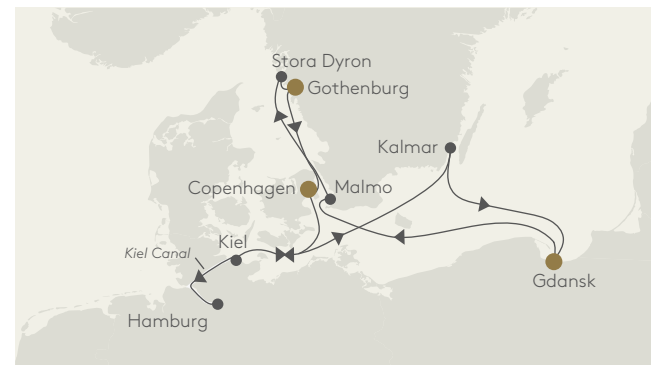 Stora Dyron
Gothenburg
Kalmar
Copenhagen
Malmo
Kiel
Kiel Canal
Gdansk
Hamburg